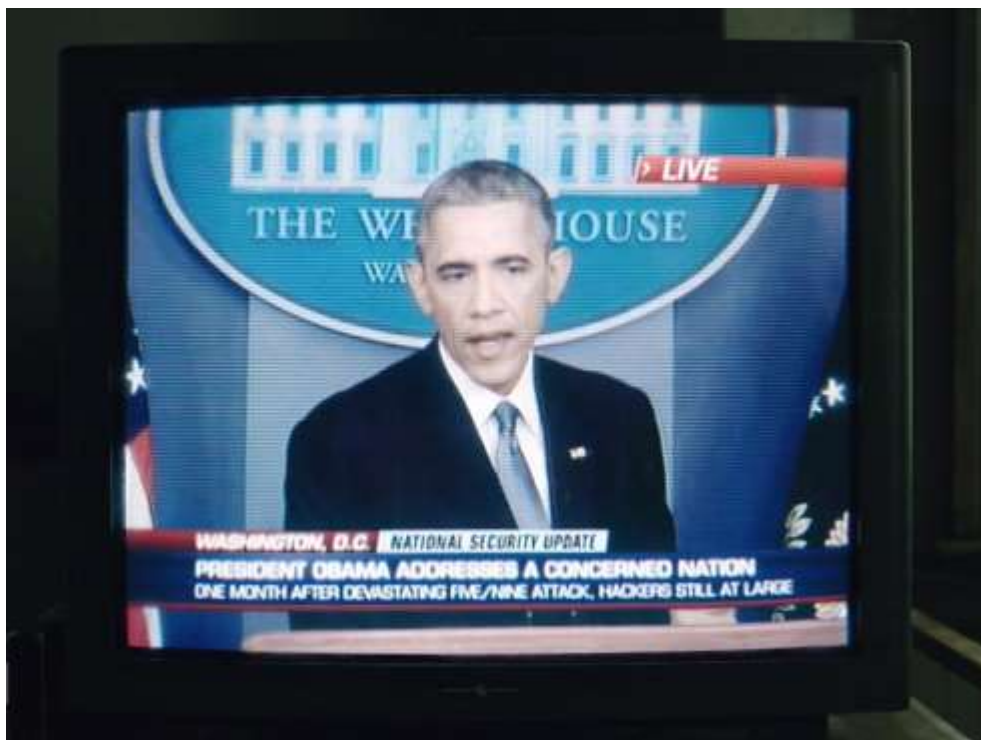 LIVE
THE WH HOUSE
WA
WASHINGTON, D.C. NATIONAL SECURITY UPDATE
PRESIDENT OBAMA ADDRESSES A CONCERNED NATION
ONE MONTH AFTER DEVASTATING FIVE/NINE ATTACK, HACKERS STILL AT LARGE